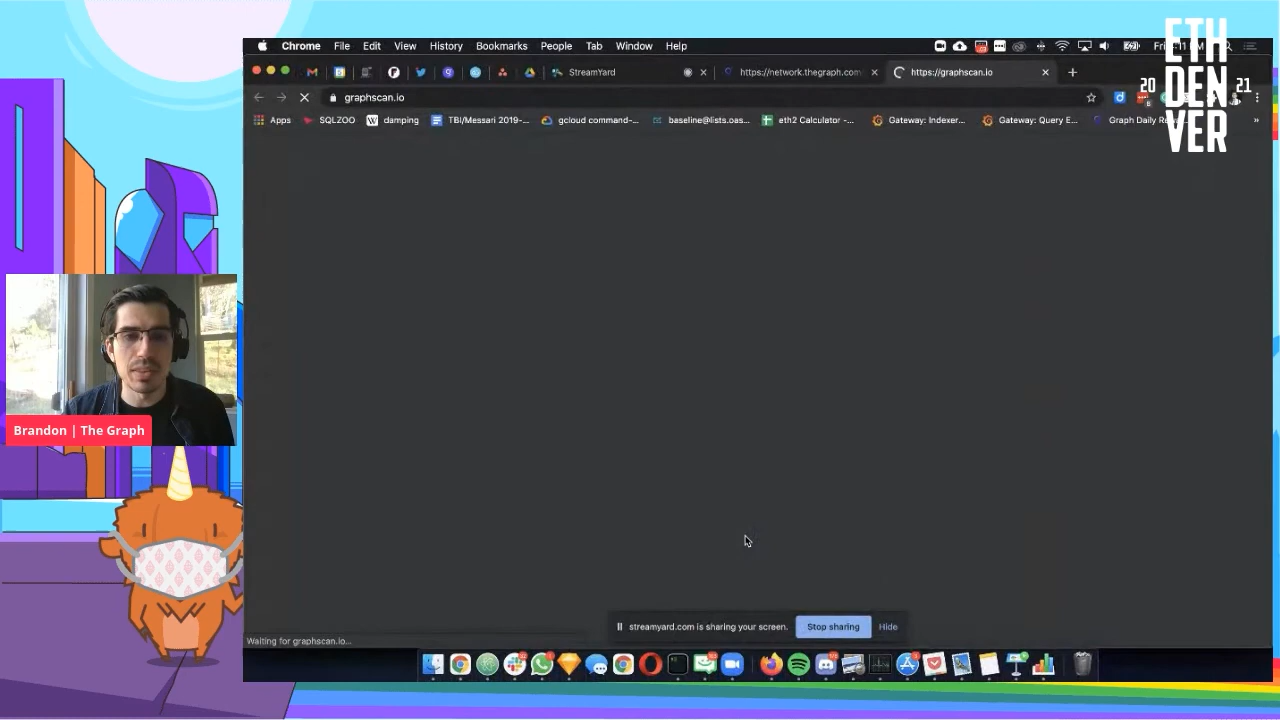 ETH
20 DEN 21
VER
Chrome File Edit View History Bookmarks People Tab Window Help
StreamYard
https://network.thegraph.com
https://graphscan.io
graphscan.io
Apps SQLZOO damping TBI/Messari 2019-... gcloud command-... baseline@lists.oas... eth2 Calculator -... Gateway: Indexer... Gateway: Query E... Graph Daily
Brandon | The Graph
streamyard.com is sharing your screen. Stop sharing Hide
Waiting for graphscan.io...